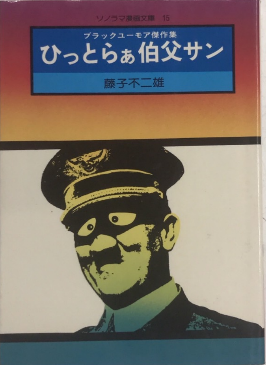 ソノラマ漫画文庫 15
ブラックユーモア傑作集
ひっとらぁ伯父サン
藤子不二雄